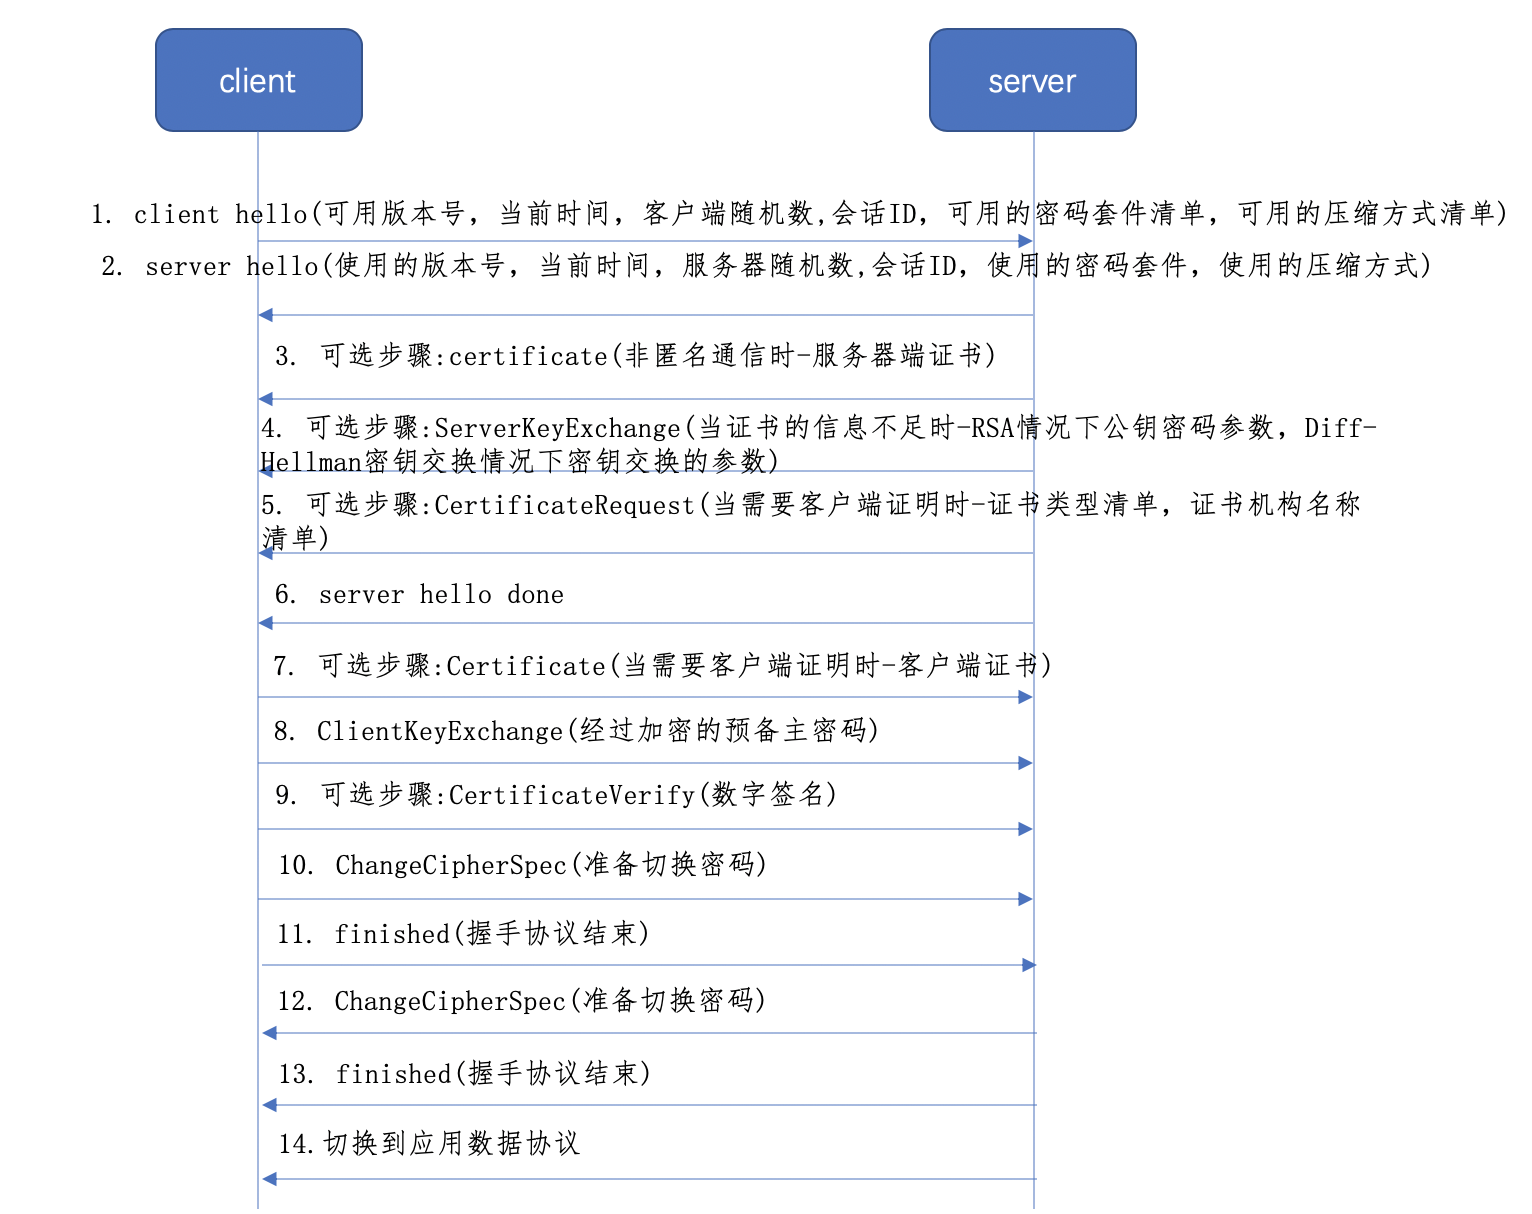 client
server
1. client hello(可用版本号，当前时间，客户端随机数,会话ID，可用的密码套件清单，可用的压缩方式清单)
2. server hello(使用的版本号，当前时间，服务器随机数,会话ID，使用的密码套件，使用的压缩方式)
3. 可选步骤:certificate(非匿名通信时-服务器端证书)
4. 可选步骤:ServerKeyExchange(当证书的信息不足时-RSA情况下公钥密码参数，Diff-
Hellman密钥交换情况下密钥交换的参数)
5. 可选步骤:CertificateRequest(当需要客户端证明时-证书类型清单，证书机构名称
清单)
6. server hello done
7. 可选步骤:Certificate(当需要客户端证明时-客户端证书)
8. ClientKeyExchange(经过加密的预备主密码)
9. 可选步骤:CertificateVerify(数字签名)
10. ChangeCipherSpec(准备切换密码)
11. finished(握手协议结束)
12. ChangeCipherSpec(准备切换密码)
13. finished(握手协议结束)
14.切换到应用数据协议